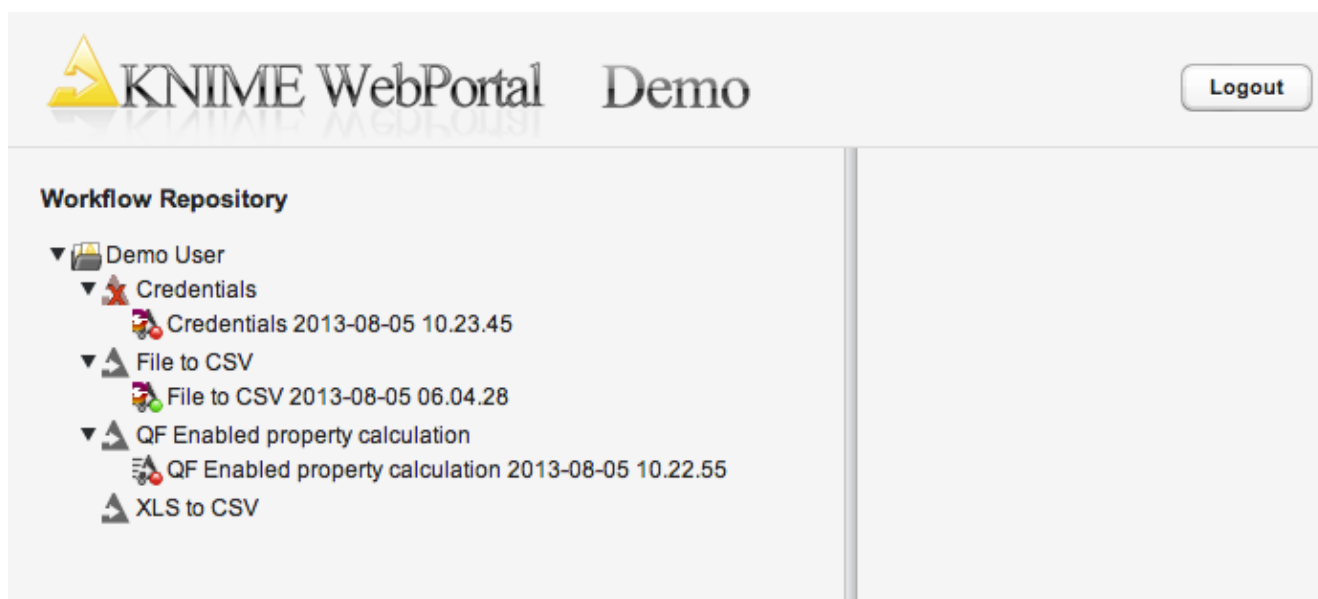 KNIME WebPortal Demo
Logout
Workflow Repository
Demo User
Credentials
Credentials 2013-08-05 10.23.45
File to CSV
File to CSV 2013-08-05 06.04.28
QF Enabled property calculation
QF Enabled property calculation 2013-08-05 10.22.55
XLS to CSV